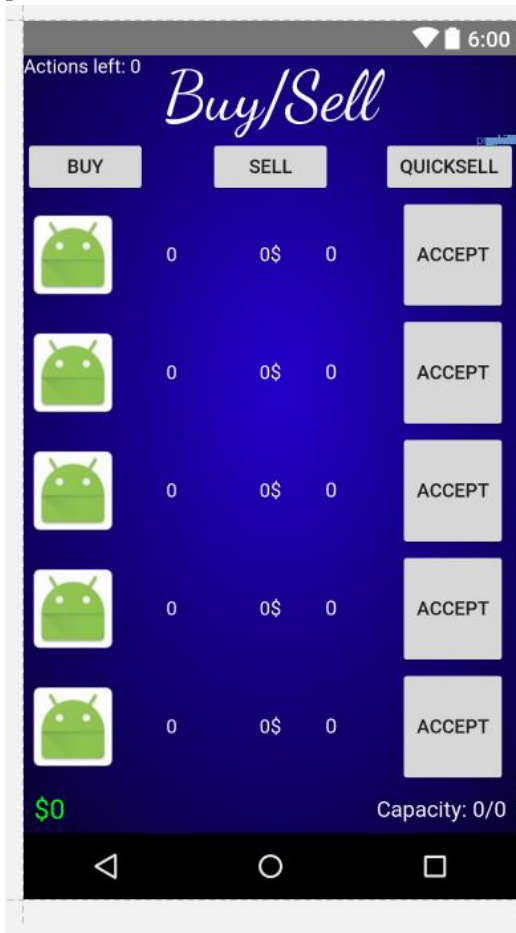 6:00
Actions left: 0
Buy/Sell
BUY SELL QUICKSELL
0 0$ 0 ACCEPT
0 0$ 0 ACCEPT
0 0$ 0 ACCEPT
0 0$ 0 ACCEPT
0 0$ 0 ACCEPT
$0 Capacity: 0/0